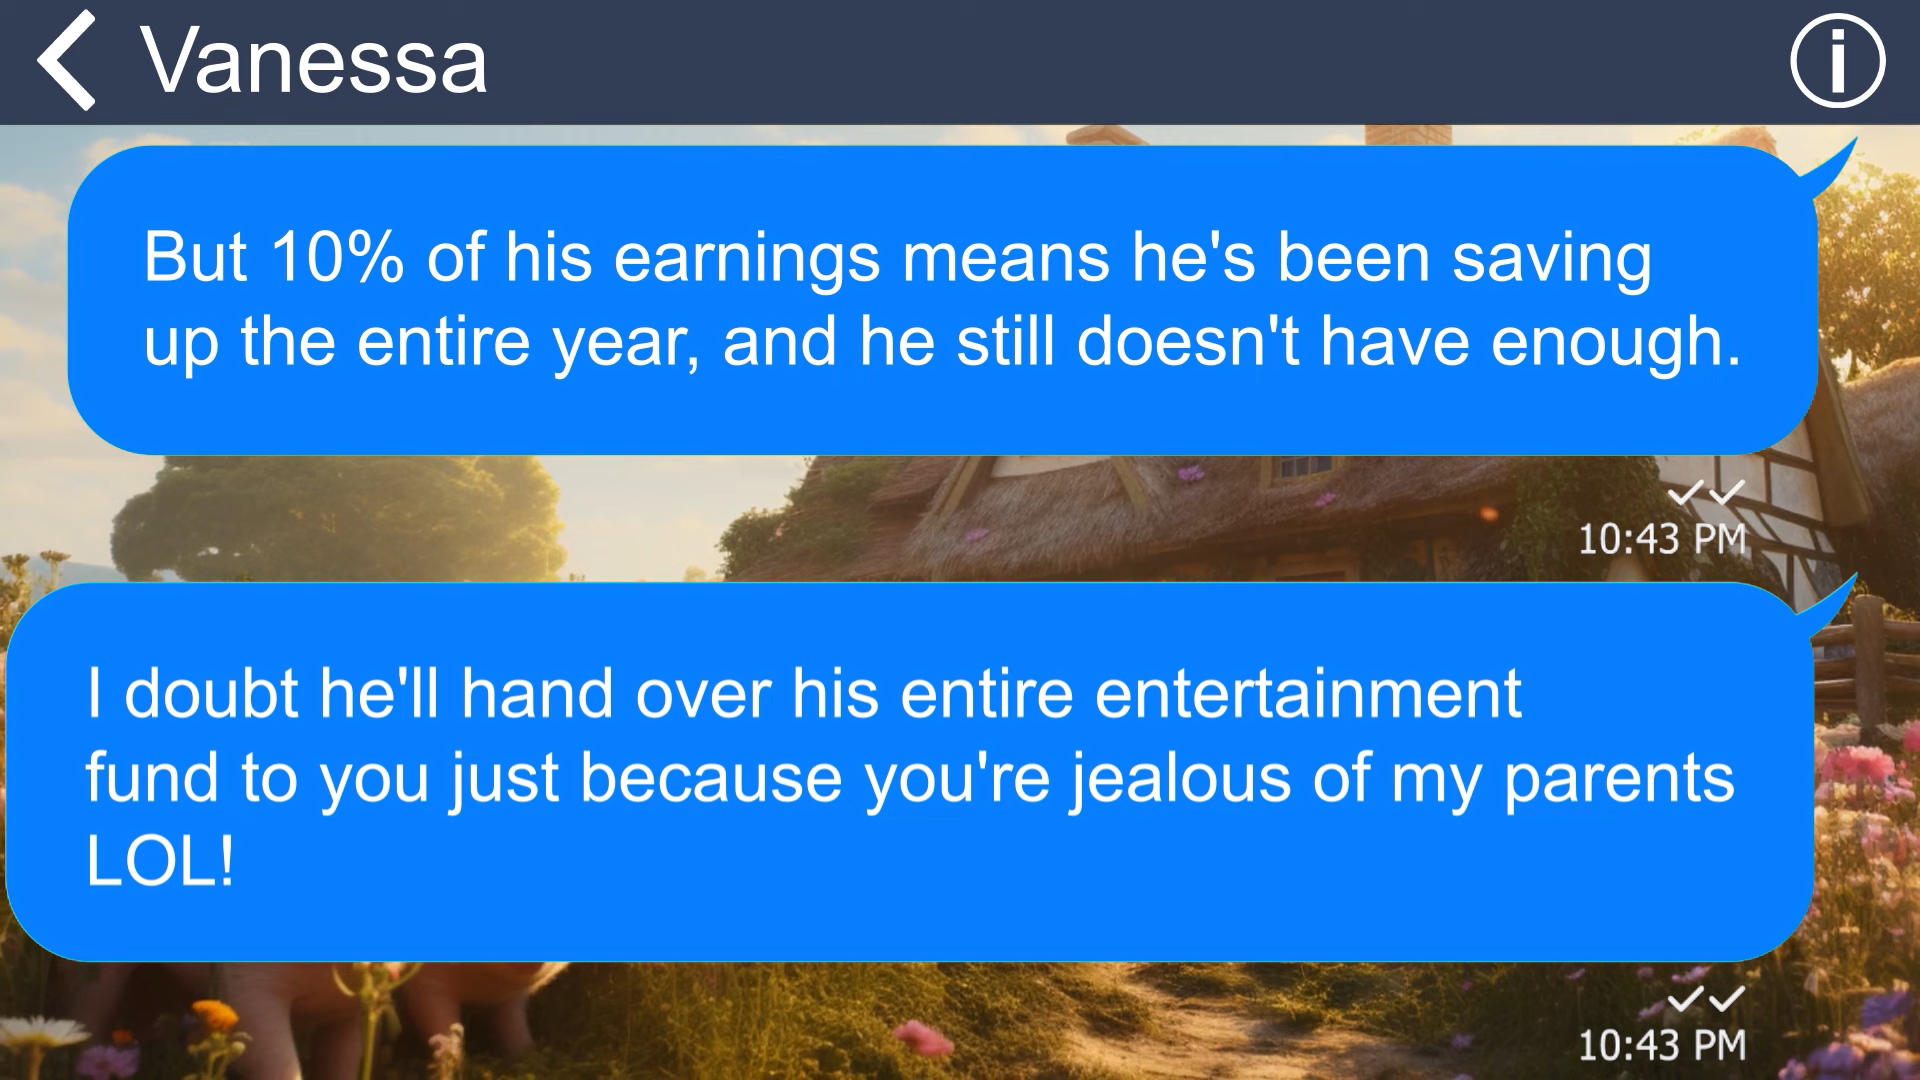 Vanessa
But 10% of his earnings means he's been saving
up the entire year, and he still doesn't have enough.
10:43 PM
I doubt he'll hand over his entire entertainment
fund to you just because you're jealous of my parents
LOL!
10:43 PM